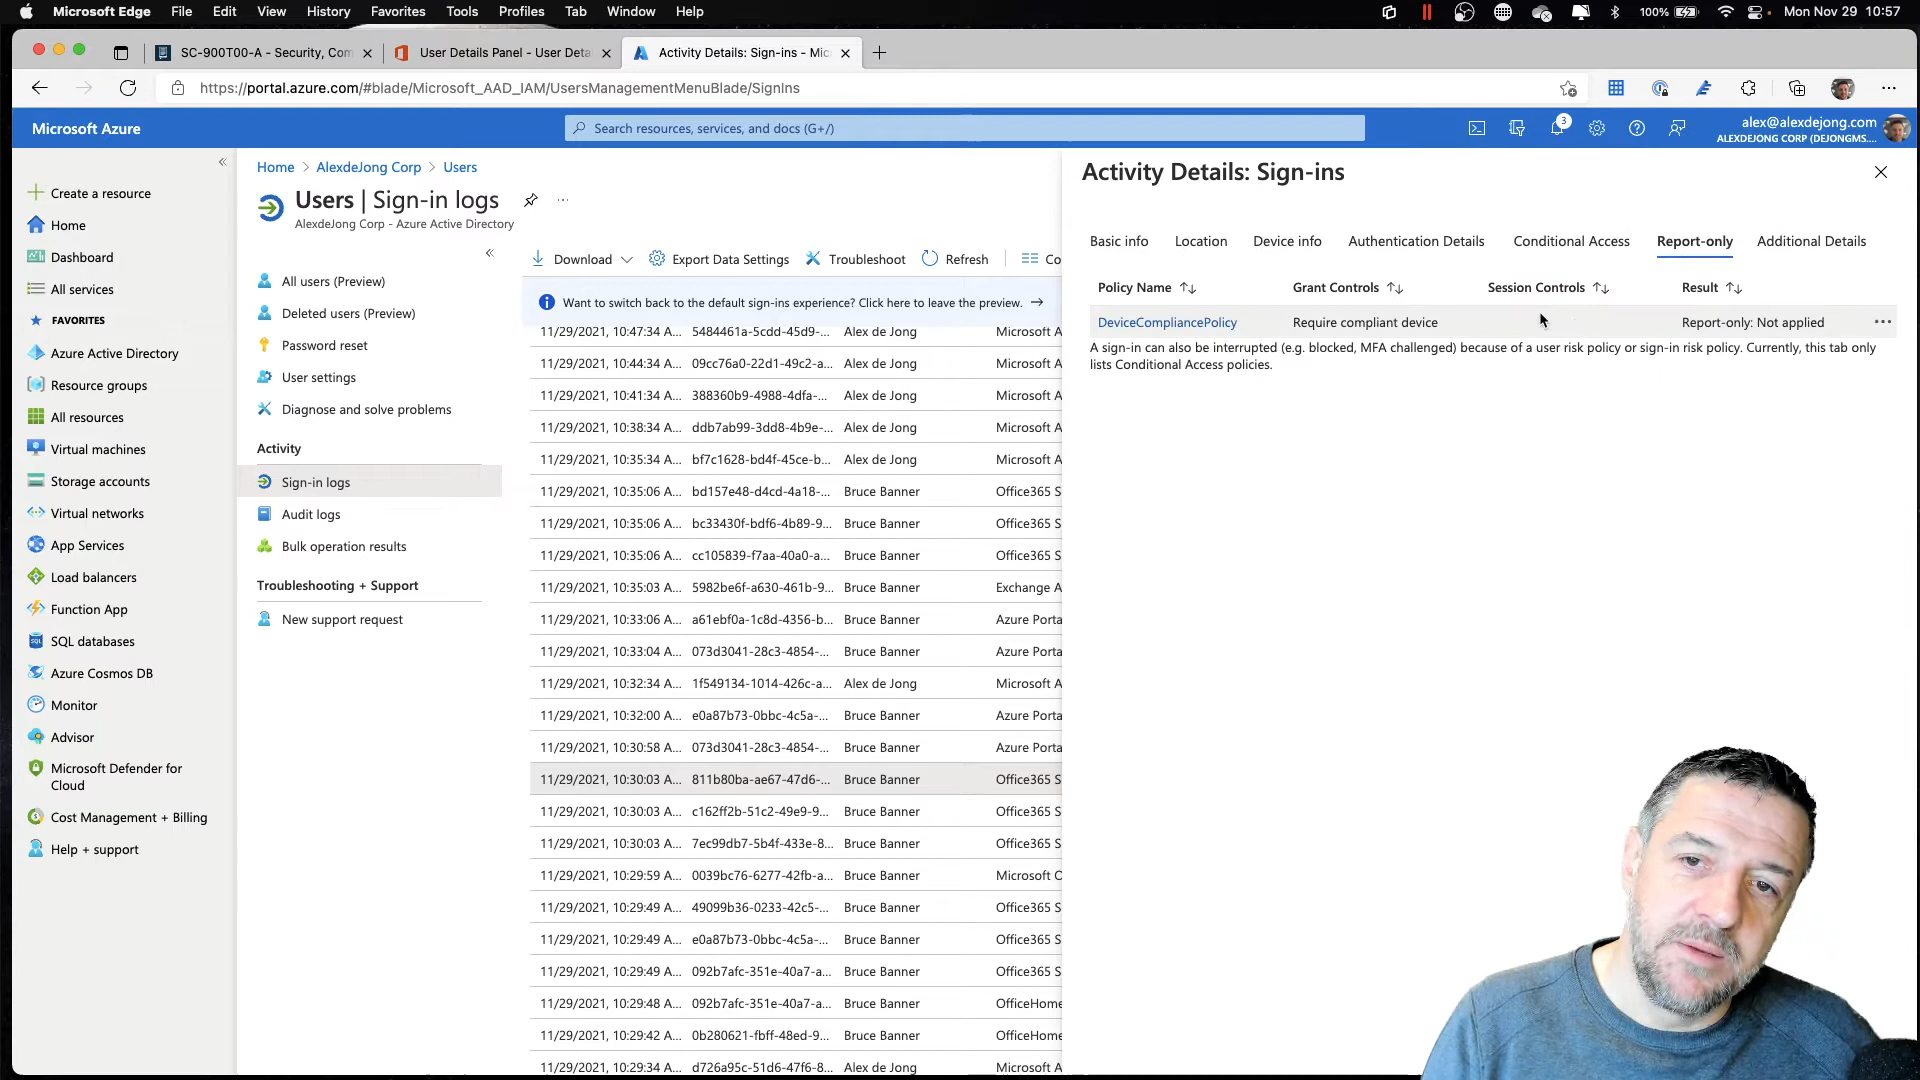 Microsoft Edge File Edit View History Favorites Tools Profiles Tab Window Help 100% Mon Nov 29 10:57
SC-900T00-A - Security, Com
User Details Panel - User Detai
Activity Details: Sign-ins - Mic
https://portal.azure.com/#blade/Microsoft_AAD_IAM/UsersManagementMenuBlade/SignIns
Microsoft Azure
Search resources, services, and docs (G+/)
3
alex@alexdejong.com
ALEXDEJONG CORP (DEJONGMS....
Create a resource
Home
Dashboard
All services
FAVORITES
Azure Active Directory
Resource groups
All resources
Virtual machines
Storage accounts
Virtual networks
App Services
Load balancers
Function App
SQL databases
Azure Cosmos DB
Monitor
Advisor
Microsoft Defender for
Cloud
Cost Management + Billing
Help + support
Home > AlexdeJong Corp > Users
Users | Sign-in logs
AlexdeJong Corp - Azure Active Directory
All users (Preview)
Deleted users (Preview)
Password reset
User settings
Diagnose and solve problems
Activity
Sign-in logs
Audit logs
Bulk operation results
Troubleshooting + Support
New support request
Download Export Data Settings Troubleshoot Refresh Co
Want to switch back to the default sign-ins experience? Click here to leave the preview. →
11/29/2021, 10:47:34 A... 5484461a-5cdd-45d9-... Alex de Jong Microsoft A
11/29/2021, 10:44:34 A... 09cc76a0-22d1-49c2-a... Alex de Jong Microsoft A
11/29/2021, 10:41:34 A... 388360b9-4988-4dfa-... Alex de Jong Microsoft A
11/29/2021, 10:38:34 A... ddb7ab99-3dd8-4b9e-... Alex de Jong Microsoft A
11/29/2021, 10:35:34 A... bf7c1628-bd4f-45ce-b... Alex de Jong Microsoft A
11/29/2021, 10:35:06 A... bd157e48-d4cd-4a18-... Bruce Banner Office365 S
11/29/2021, 10:35:06 A... bc33430f-bdf6-4b89-9... Bruce Banner Office365 S
11/29/2021, 10:35:06 A... cc105839-f7aa-40a0-a... Bruce Banner Office365 S
11/29/2021, 10:35:03 A... 5982be6f-a630-461b-9... Bruce Banner Exchange A
11/29/2021, 10:33:06 A... a61ebf0a-1c8d-4356-b... Bruce Banner Azure Porta
11/29/2021, 10:33:04 A... 073d3041-28c3-4854-... Bruce Banner Azure Porta
11/29/2021, 10:32:34 A... 1f549134-1014-426c-a... Alex de Jong Microsoft A
11/29/2021, 10:32:00 A... e0a87b73-0bbc-4c5a-... Bruce Banner Azure Porta
11/29/2021, 10:30:58 A... 073d3041-28c3-4854-... Bruce Banner Azure Porta
11/29/2021, 10:30:03 A... 811b80ba-ae67-47d6-... Bruce Banner Office365 S
11/29/2021, 10:30:03 A... c162ff2b-51c2-49e9-9... Bruce Banner Office365 S
11/29/2021, 10:30:03 A... 7ec99db7-5b4f-433e-8... Bruce Banner Office365 S
11/29/2021, 10:29:59 A... 0039bc76-6277-42fb-a... Bruce Banner Microsoft O
11/29/2021, 10:29:49 A... 49099b36-0233-42c5-... Bruce Banner Office365 S
11/29/2021, 10:29:49 A... e0a87b73-0bbc-4c5a-... Bruce Banner Office365 S
11/29/2021, 10:29:49 A... 092b7afc-351e-40a7-a... Bruce Banner Office365 S
11/29/2021, 10:29:48 A... 092b7afc-351e-40a7-a... Bruce Banner OfficeHome
11/29/2021, 10:29:42 A... 0b280621-fbff-48ed-9... Bruce Banner OfficeHome
11/29/2021, 10:29:34 A... d726a95c-51d6-47f6-8... Alex de Jong Microsoft A
Activity Details: Sign-ins
Basic info Location Device info Authentication Details Conditional Access Report-only Additional Details
Policy Name Grant Controls Session Controls Result
DeviceCompliancePolicy Require compliant device Report-only: Not applied ...
A sign-in can also be interrupted (e.g. blocked, MFA challenged) because of a user risk policy or sign-in risk policy. Currently, this tab only
lists Conditional Access policies.